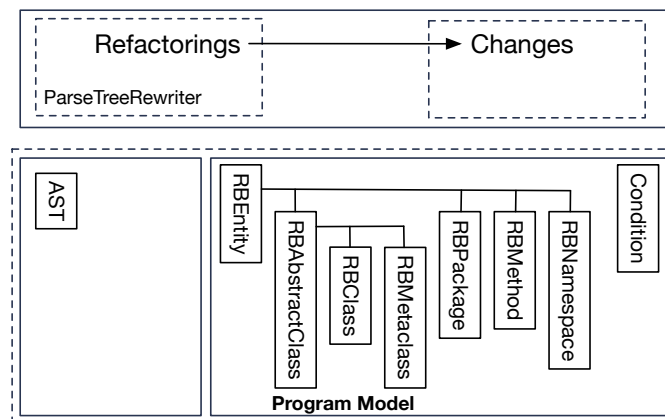 Refactorings
Changes
ParseTreeRewriter
AST
RBEntity
RBAbstractClass
RBClass
RBMetaclass
RBPackage
RBMethod
RBNamespace
Condition
Program Model